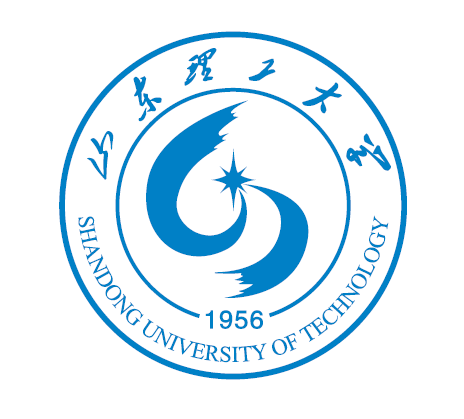 山东理工大学
1956
SHANDONG UNIVERSITY OF TECHNOLOGY